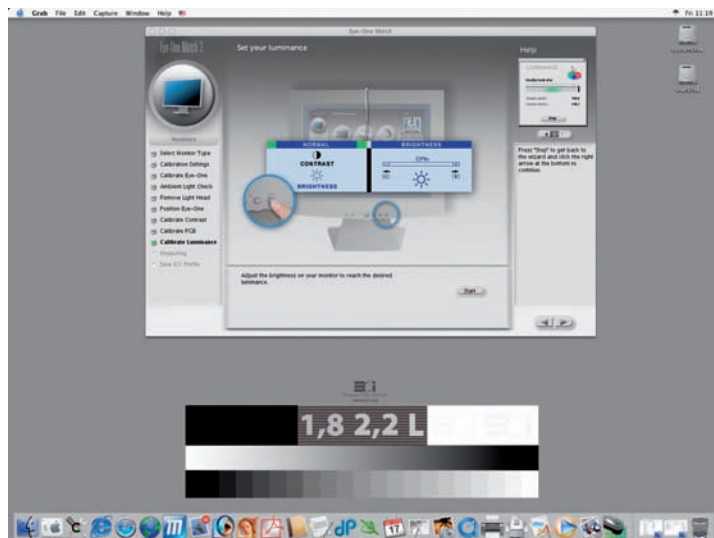 Grab File Edit Capture Window Help
Fri 11:19
Eye-One Match
Eye-One Match 3
Set your luminance
Help
Monitors
Select Monitor Type
Calibration Settings
Calibrate Eye-One
Ambient Light Check
Remove Light Head
Position Eye-One
Calibrate Contrast
Calibrate RGB
Calibrate Luminance
Measuring
Save ICC Profile
NORMAL
CONTRAST
BRIGHTNESS
BRIGHTNESS
Stop
Press "Stop" to get back to
the wizard and click the right
arrow at the bottom to
continue.
Adjust the brightness on your monitor to reach the desired
luminance.
Start
1,8 2,2 L
17